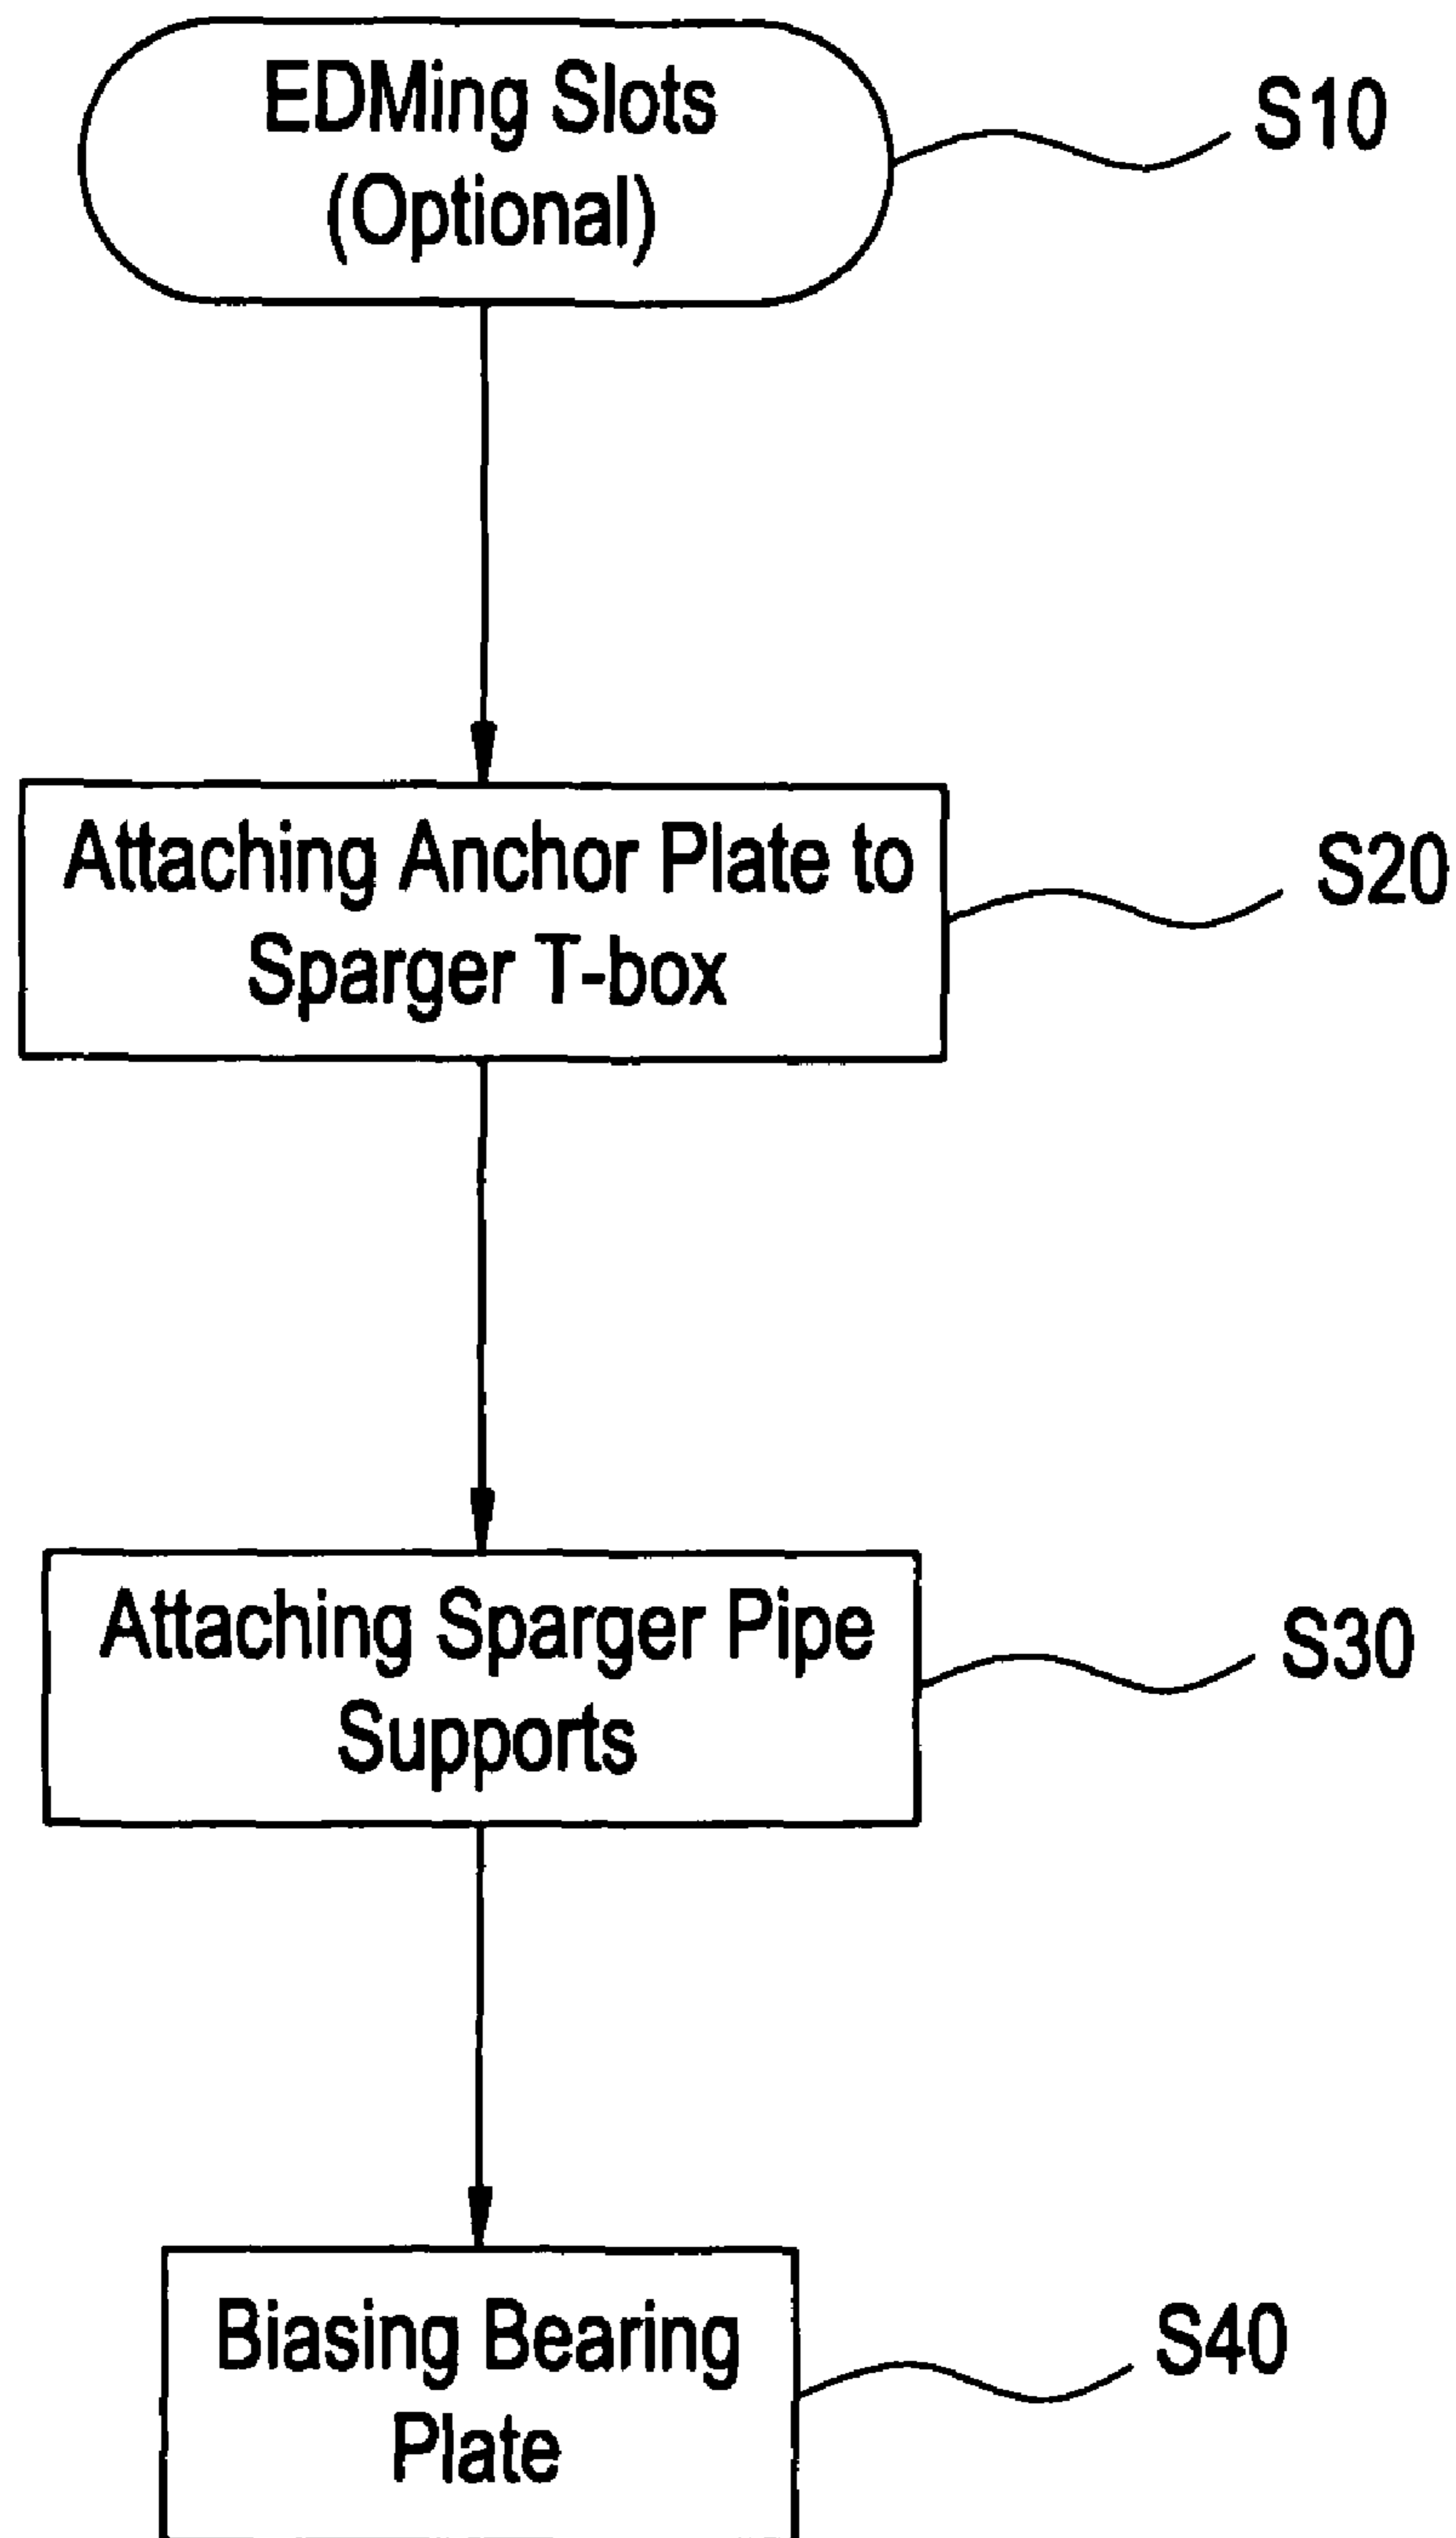 EDMing Slots
(Optional)
S10
Attaching Anchor Plate to
Sparger T-box
S20
Attaching Sparger Pipe
Supports
S30
Biasing Bearing
Plate
S40